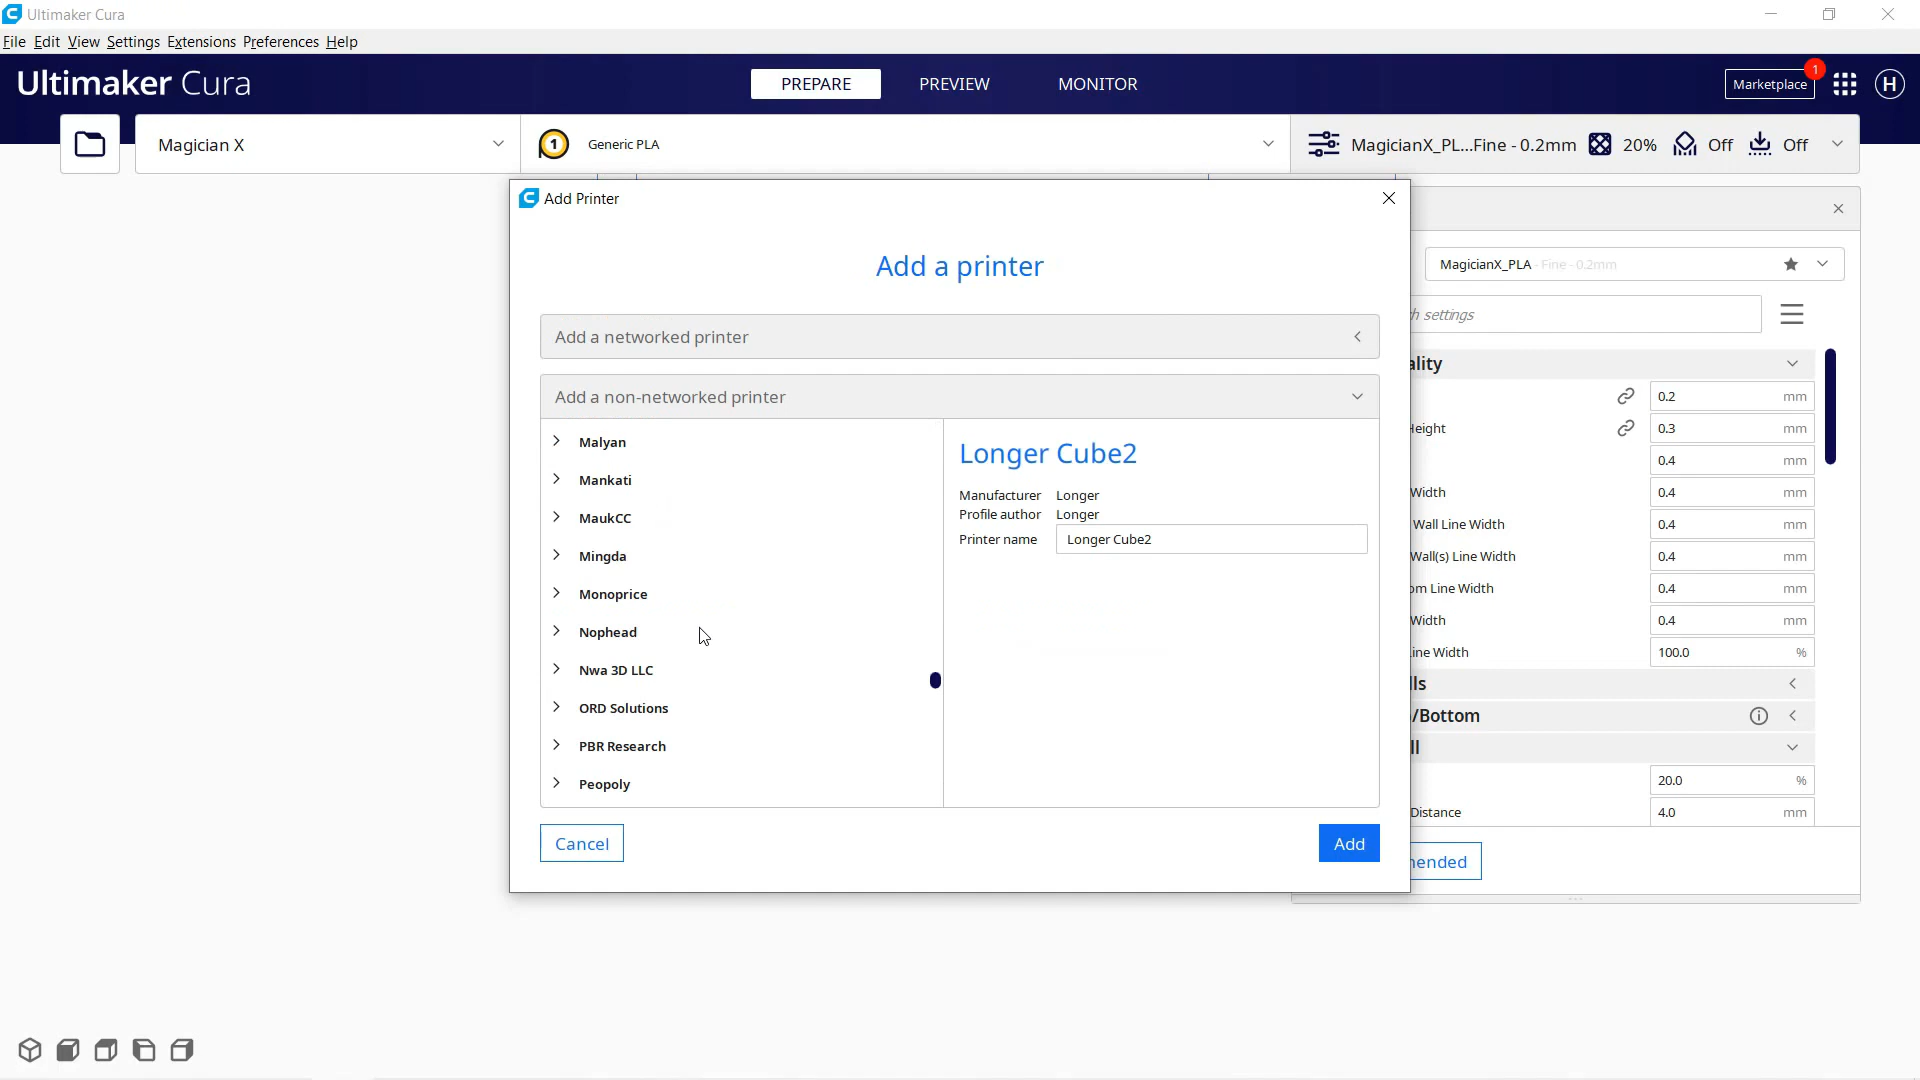 Ultimaker Cura
File Edit View Settings Extensions Preferences Help
Ultimaker Cura
PREPARE PREVIEW MONITOR
Marketplace 1 H
Magician X
1 Generic PLA
MagicianX_PL...Fine - 0.2mm 20% Off Off
Add Printer
Add a printer
Add a networked printer
Add a non-networked printer
Malyan
Mankati
MaukCC
Mingda
Monoprice
Nophead
Nwa 3D LLC
ORD Solutions
PBR Research
Peopoly
Longer Cube2
Manufacturer Longer
Profile author Longer
Printer name Longer Cube2
Cancel
Add
MagicianX_PLA - Fine - 0.2mm
h settings
ality
0.2 mm
Height 0.3 mm
0.4 mm
Width 0.4 mm
Wall Line Width 0.4 mm
Wall(s) Line Width 0.4 mm
om Line Width 0.4 mm
Width 0.4 mm
ine Width 100.0 %
lls
/Bottom
ll
20.0 %
Distance 4.0 mm
mended